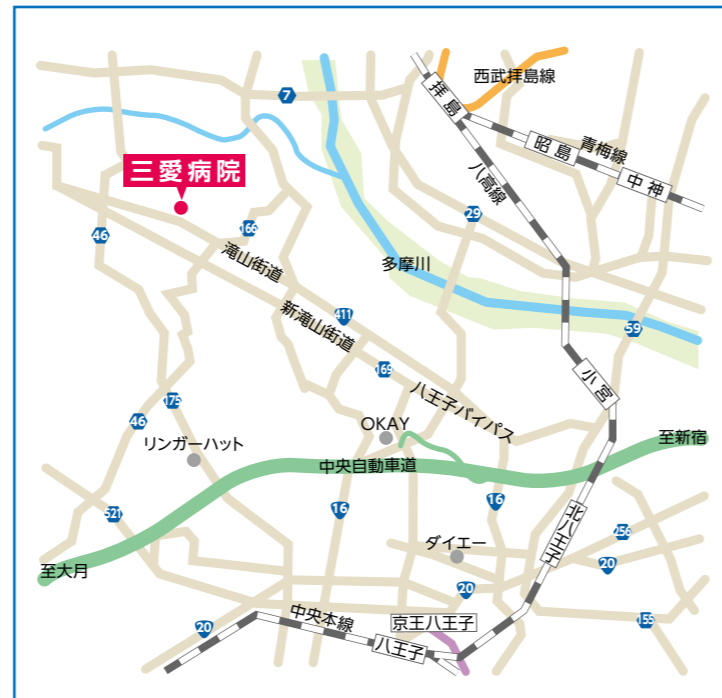 西武拝島線
7
拝島
昭島
青梅線
中神
三愛病院
八高線
29
166
46
滝山街道
多摩川
411
新滝山街道
59
169
小宮
八王子バイパス
175
46
OKAY
リンガーハット
至新宿
中央自動車道
16
16
521
北八王子
256
ダイエー
至大月
20
20
京王八王子
155
20
中央本線
八王子